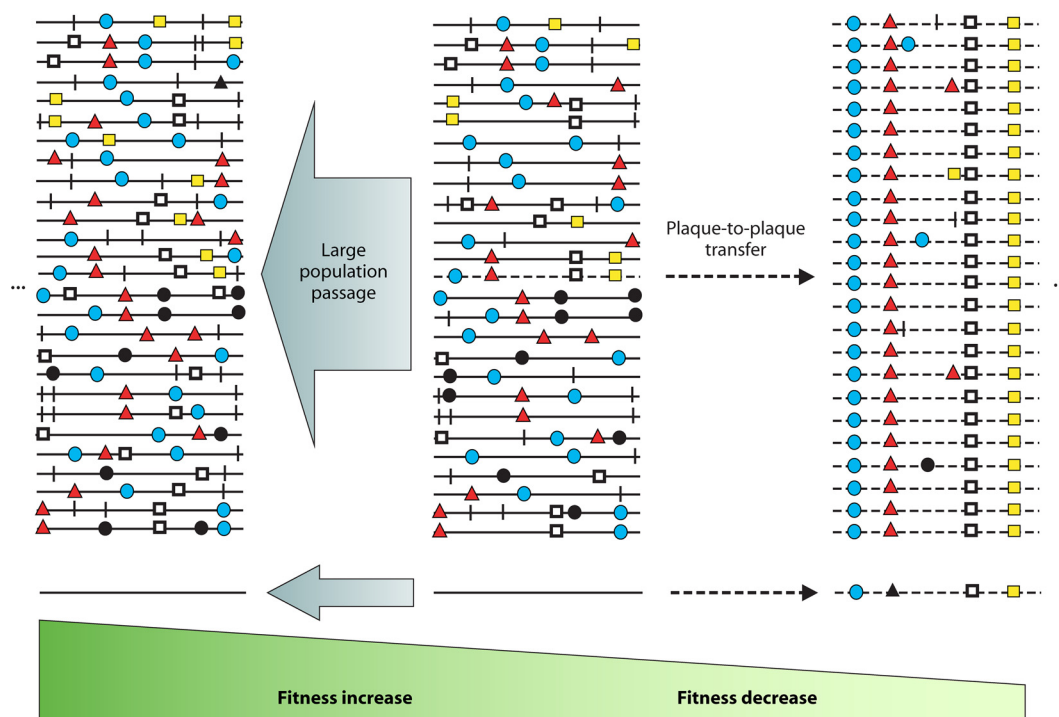 Large
population
passage
Plaque-to-plaque
transfer
...
.
Fitness increase
Fitness decrease